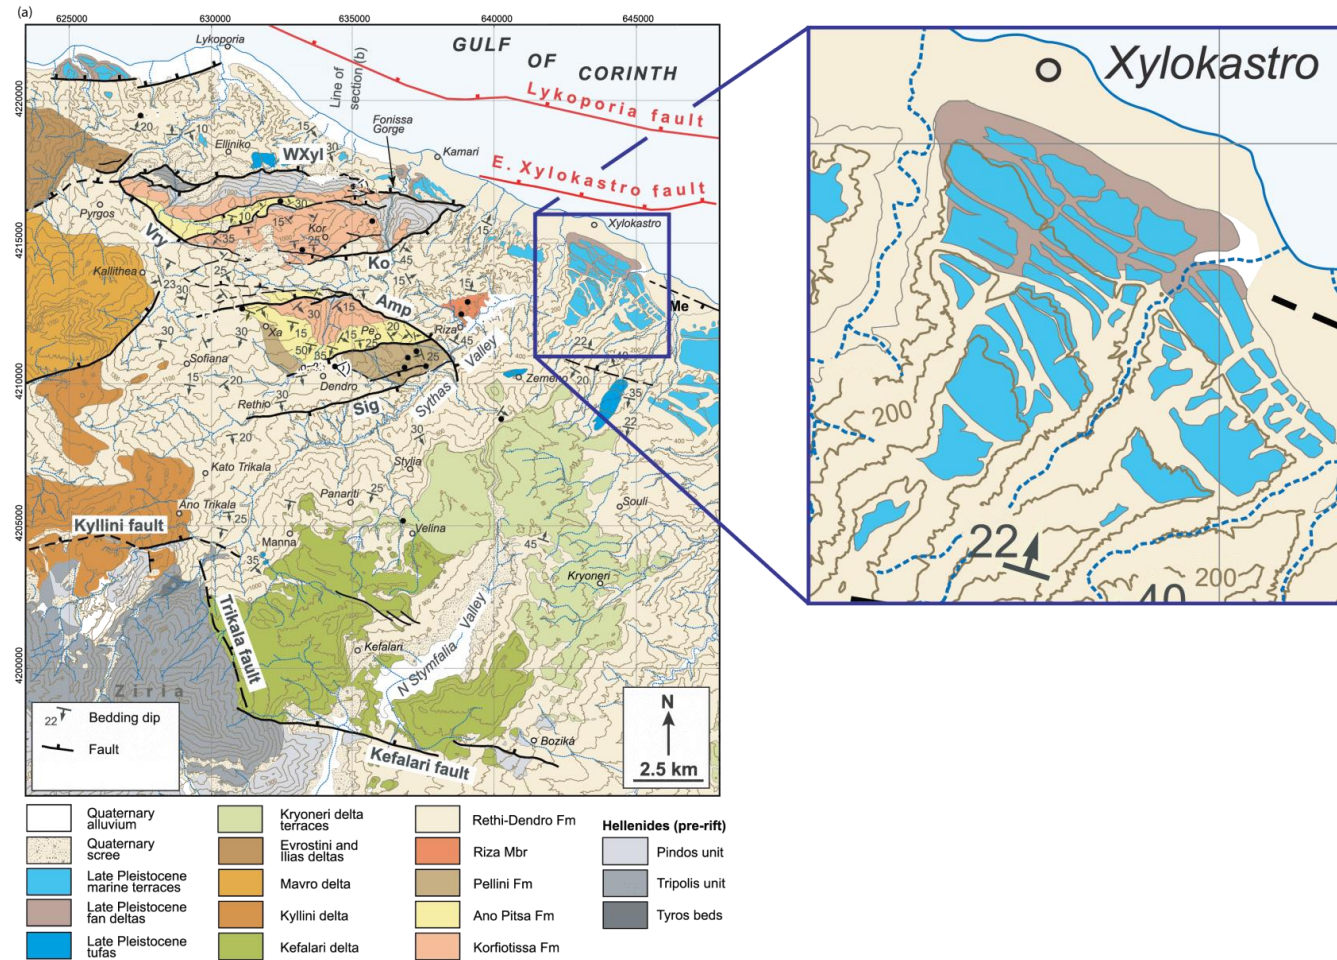 (a)
625000
630000
635000
640000
645000
4220000
4215000
4210000
4205000
4200000
GULF
OF
CORINTH
Lykoporia
Line of
section (b)
Lykoporia fault
Fonissa
Gorge
Elliniko
WXyl
Kamari
E. Xylokastro fault
Pyrgos
Kor
Xylokastro
Vry
Ko
Kallithea
Amp
Me
Xa
Pe
Riza
Sofiana
Dendro
Zemeno
Rethi
Sig
Sythas Valley
Kato Trikala
Stylia
Panariti
Souli
Ano Trikala
Kyllini fault
Manna
Velina
Kryoneri
Trikala fault
Kefalari
N Stymfalia Valley
Ziria
Kefalari fault
Boziká
22
Bedding dip
Fault
N
2.5 km
Xylokastro
200
22
200
40
Quaternary
alluvium
Quaternary
scree
Late Pleistocene
marine terraces
Late Pleistocene
fan deltas
Late Pleistocene
tufas
Kryoneri delta
terraces
Evrostini and
Ilias deltas
Mavro delta
Kyllini delta
Kefalari delta
Rethi-Dendro Fm
Riza Mbr
Pellini Fm
Ano Pitsa Fm
Korfiotissa Fm
Hellenides (pre-rift)
Pindos unit
Tripolis unit
Tyros beds